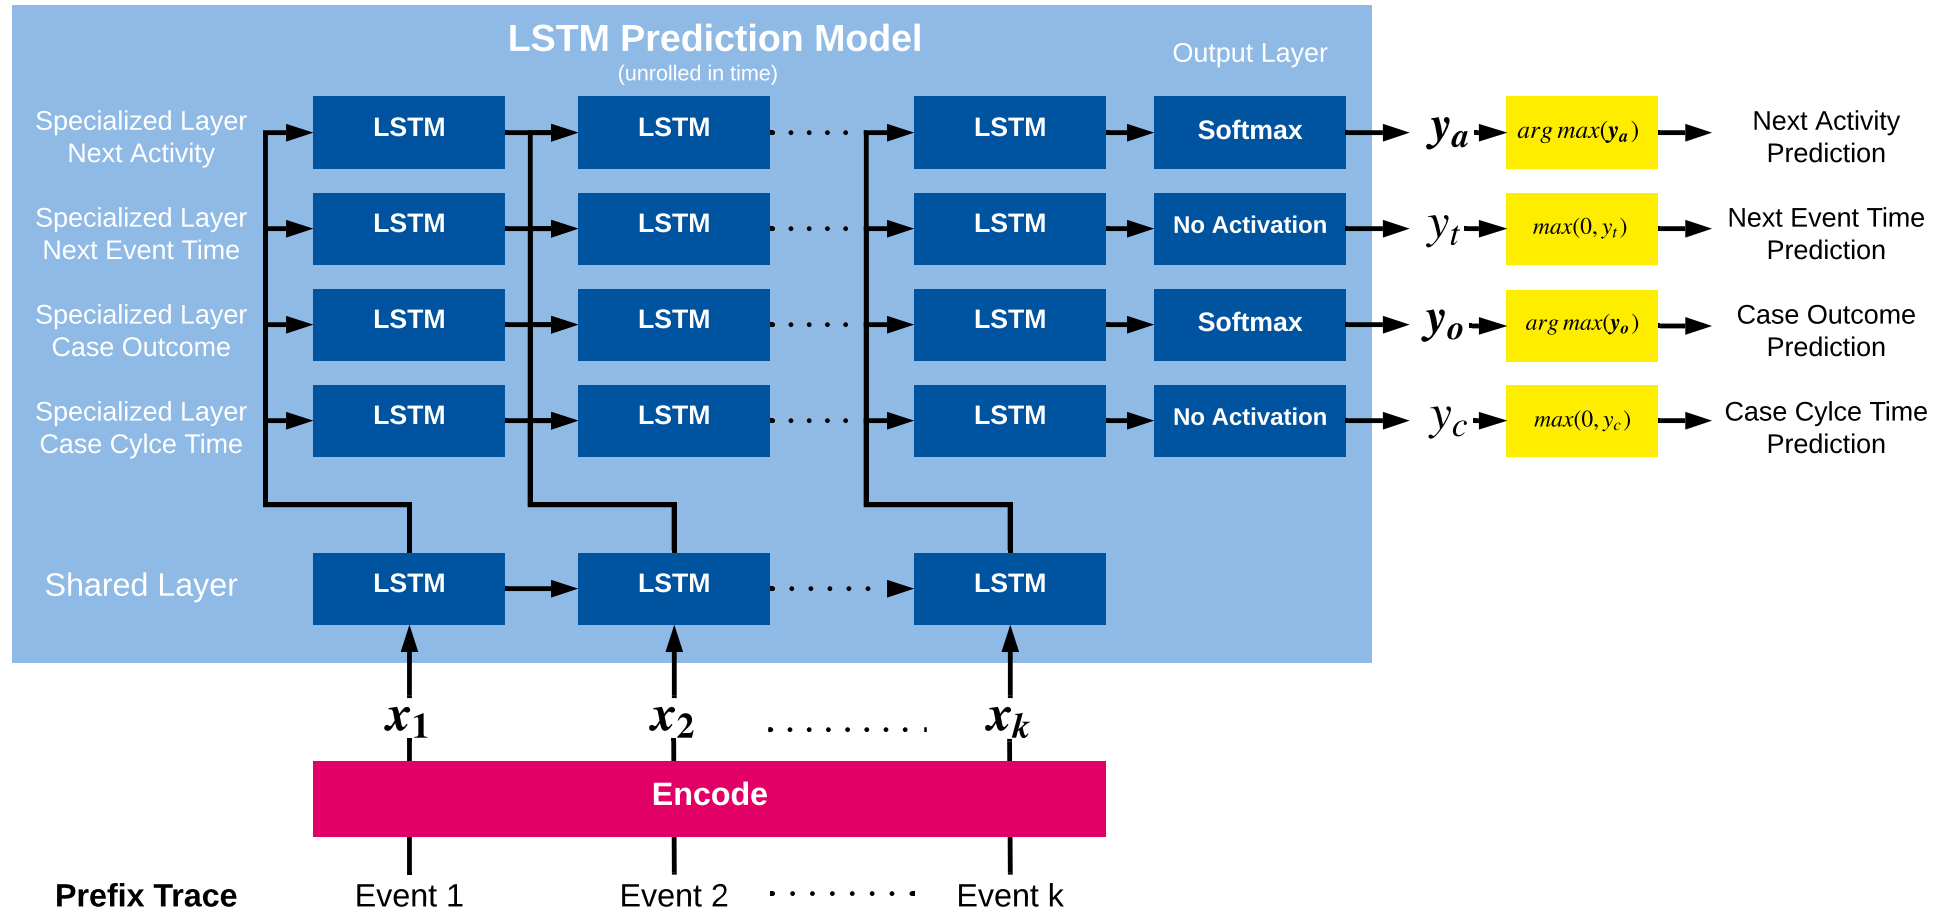 LSTM Prediction Model
(unrolled in time)
Output Layer
Specialized Layer
Next Activity
LSTM
LSTM
LSTM
Softmax
yₐ
arg max(yₐ)
Next Activity
Prediction
Specialized Layer
Next Event Time
LSTM
LSTM
LSTM
No Activation
yₜ
max(0, yₜ)
Next Event Time
Prediction
Specialized Layer
Case Outcome
LSTM
LSTM
LSTM
Softmax
yₒ
arg max(yₒ)
Case Outcome
Prediction
Specialized Layer
Case Cylce Time
LSTM
LSTM
LSTM
No Activation
y_c
max(0, y_c)
Case Cylce Time
Prediction
Shared Layer
LSTM
LSTM
LSTM
x₁
x₂
xₖ
Encode
Prefix Trace
Event 1
Event 2
Event k